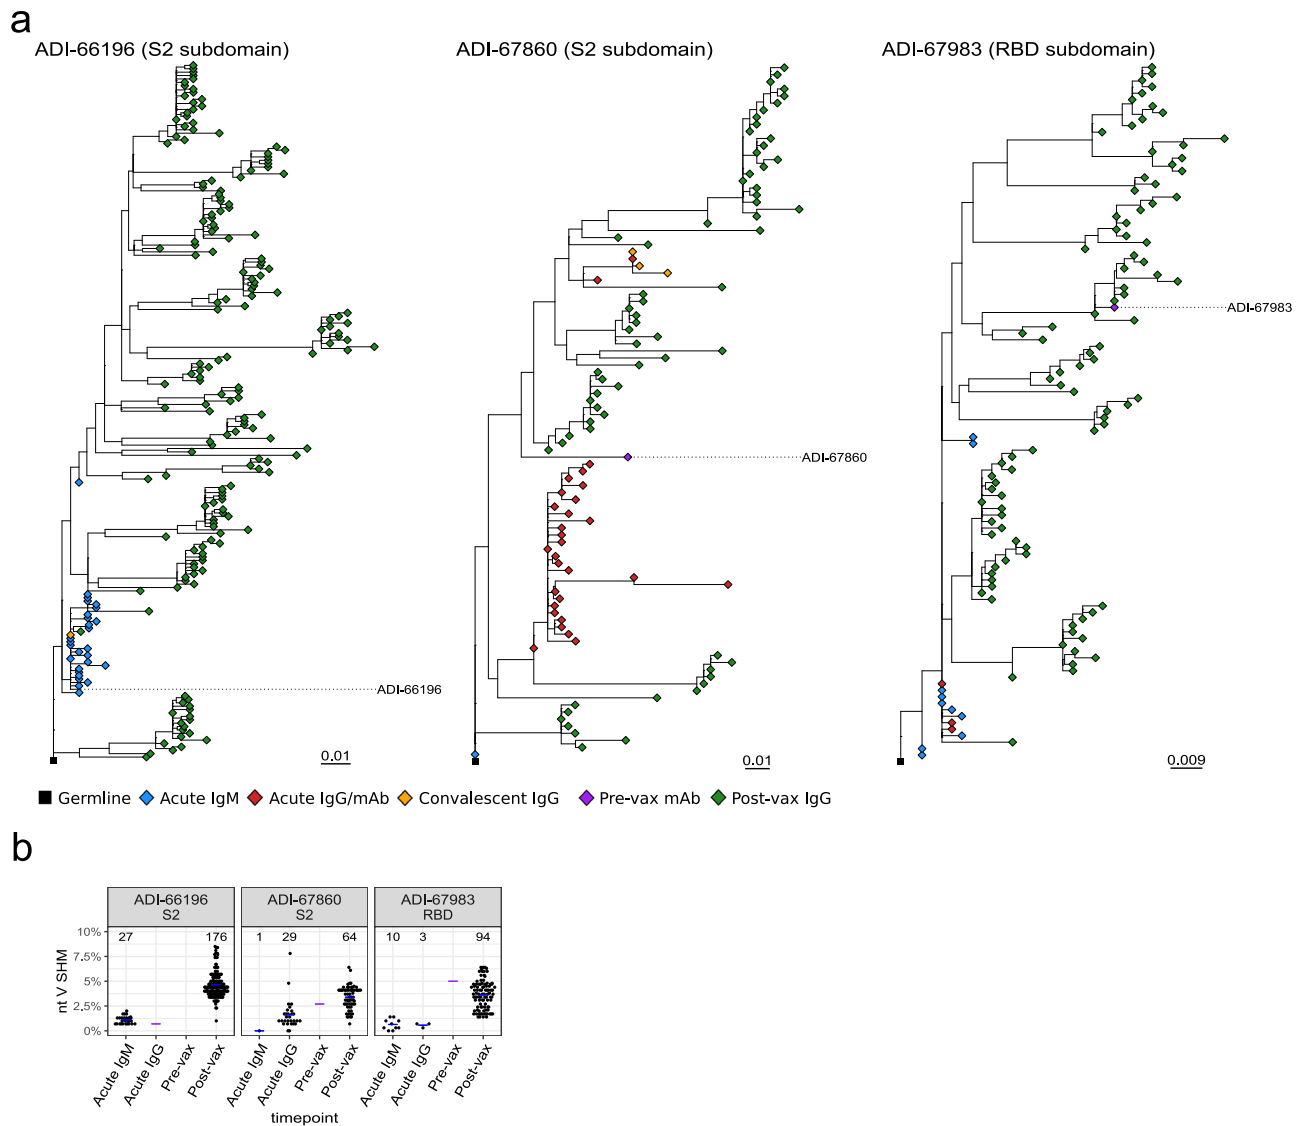 a
ADI-66196 (S2 subdomain)
ADI-67860 (S2 subdomain)
ADI-67983 (RBD subdomain)
ADI-67983
ADI-67860
ADI-66196
0.01
0.01
0.009
Germline Acute IgM Acute IgG/mAb Convalescent IgG Pre-vax mAb Post-vax IgG
b
ADI-66196
S2
ADI-67860
S2
ADI-67983
RBD
27 176 1 29 64 10 3 94
nt V SHM
10%
7.5%
5%
2.5%
0%
Acute IgM Acute IgG Pre-vax Post-vax Acute IgM Acute IgG Pre-vax Post-vax Acute IgM Acute IgG Pre-vax Post-vax
timepoint